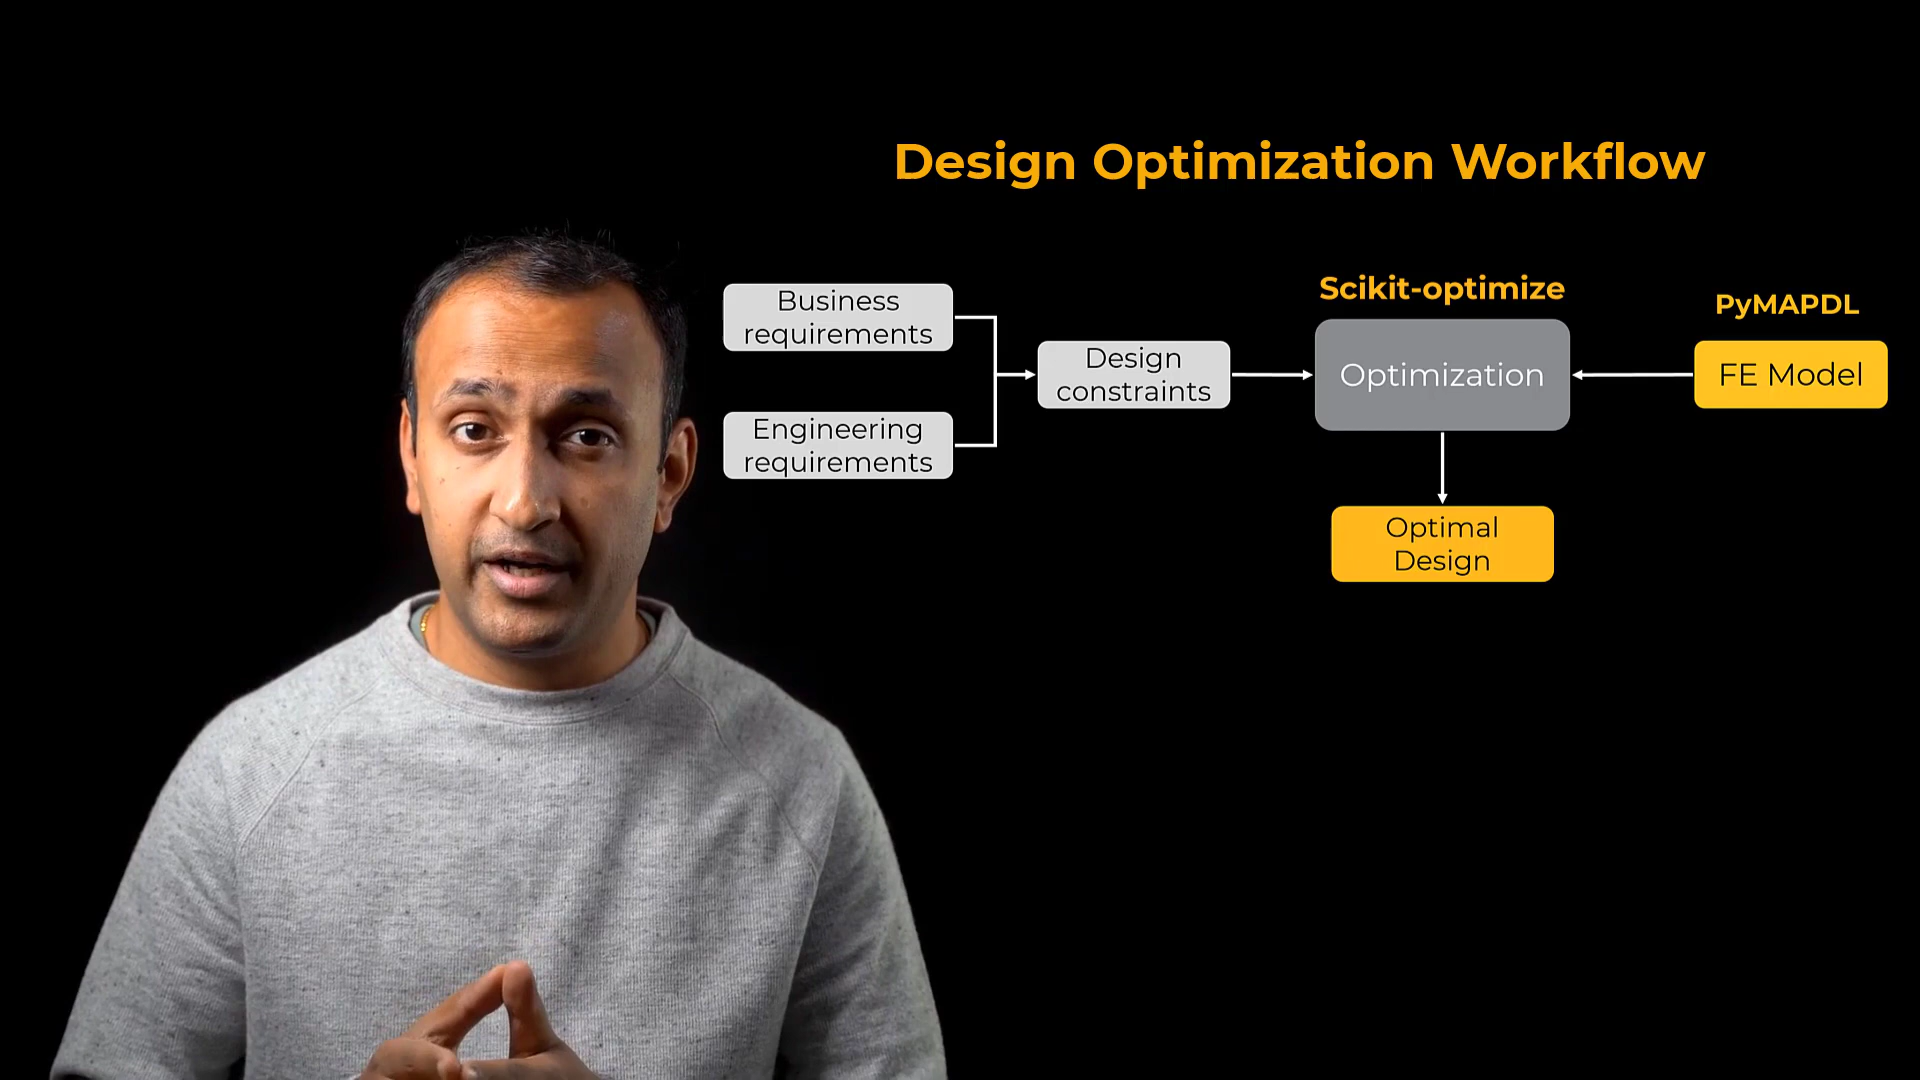 Design Optimization Workflow
Business
requirements
Engineering
requirements
Design
constraints
Scikit-optimize
Optimization
PyMAPDL
FE Model
Optimal
Design